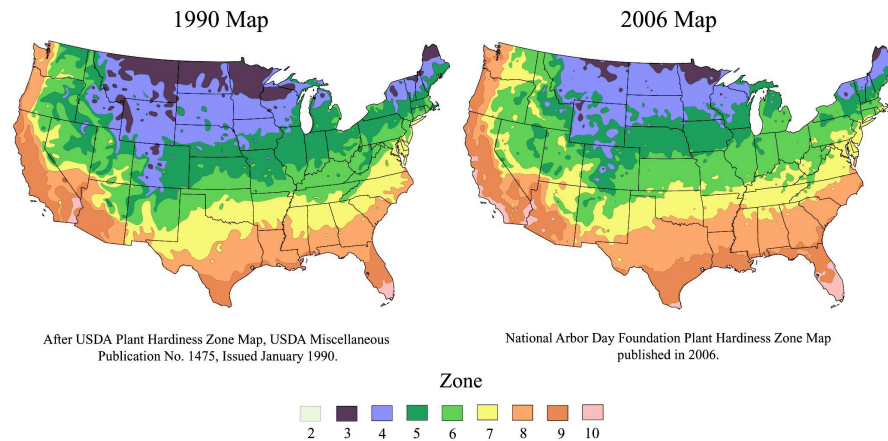 1990 Map
2006 Map
After USDA Plant Hardiness Zone Map, USDA Miscellaneous
Publication No. 1475, Issued January 1990.
National Arbor Day Foundation Plant Hardiness Zone Map
published in 2006.
Zone
2 3 4 5 6 7 8 9 10